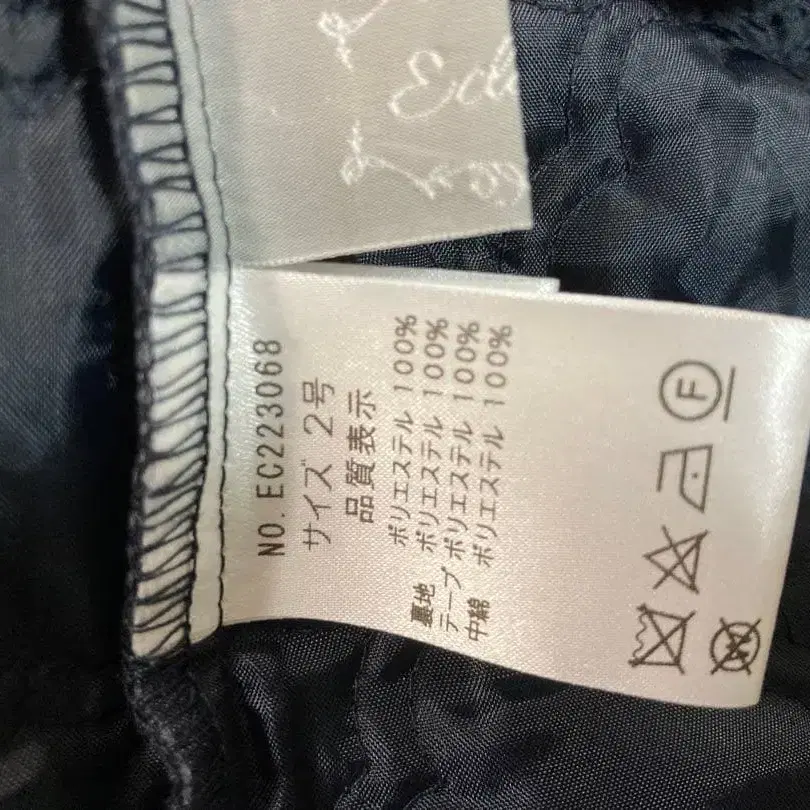 Ecl
NO. EC223068
サイズ 2号
品質表示
ポリエステル 100%
裏地 ポリエステル 100%
テープ ポリエステル 100%
中綿 ポリエステル 100%
F
W